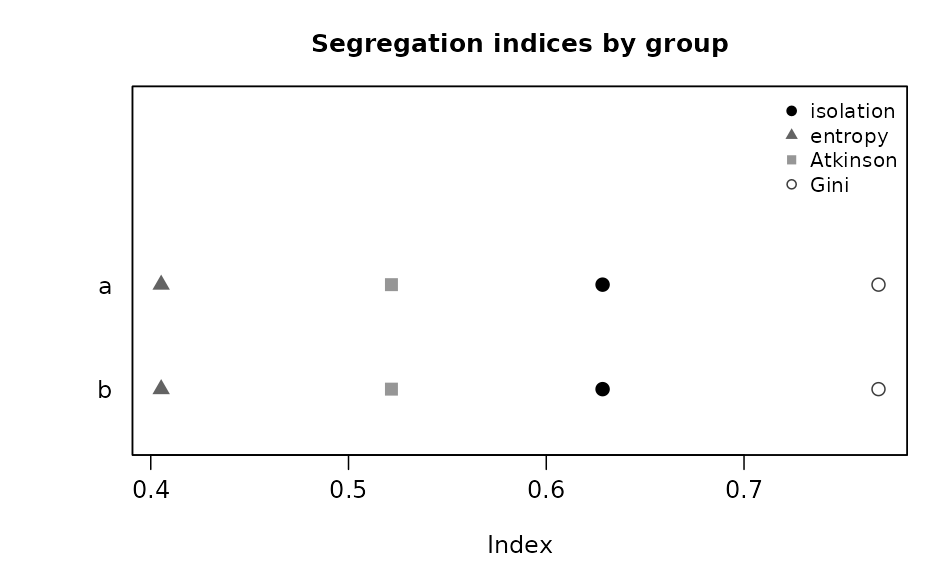 Segregation indices by group
isolation
entropy
Atkinson
Gini
a
b
0.4 0.5 0.6 0.7
Index